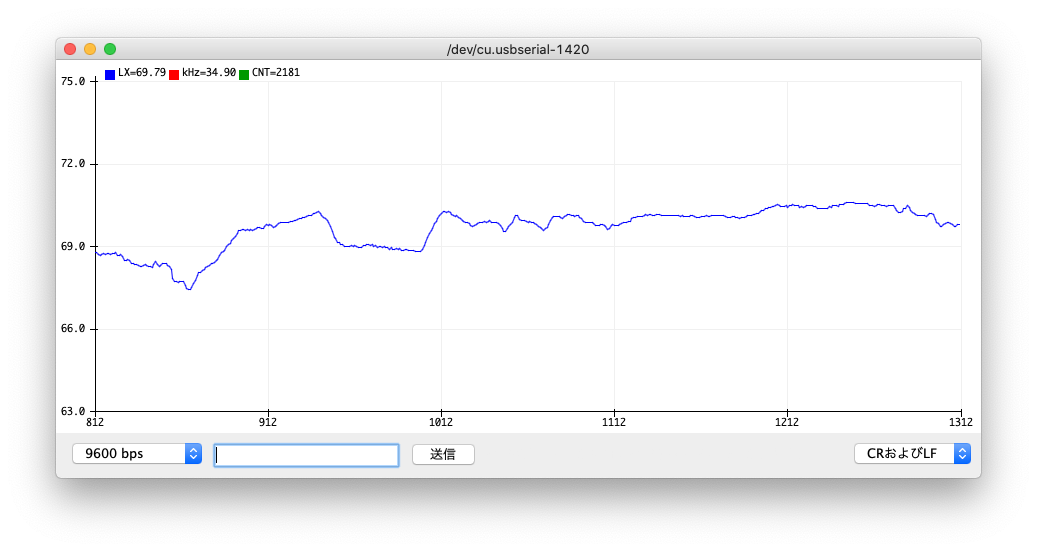 /dev/cu.usbserial-1420
LX=69.79 kHz=34.90 CNT=2181
75.0
72.0
69.0
66.0
63.0
812 912 1012 1112 1212 1312
9600 bps 送信 CRおよびLF